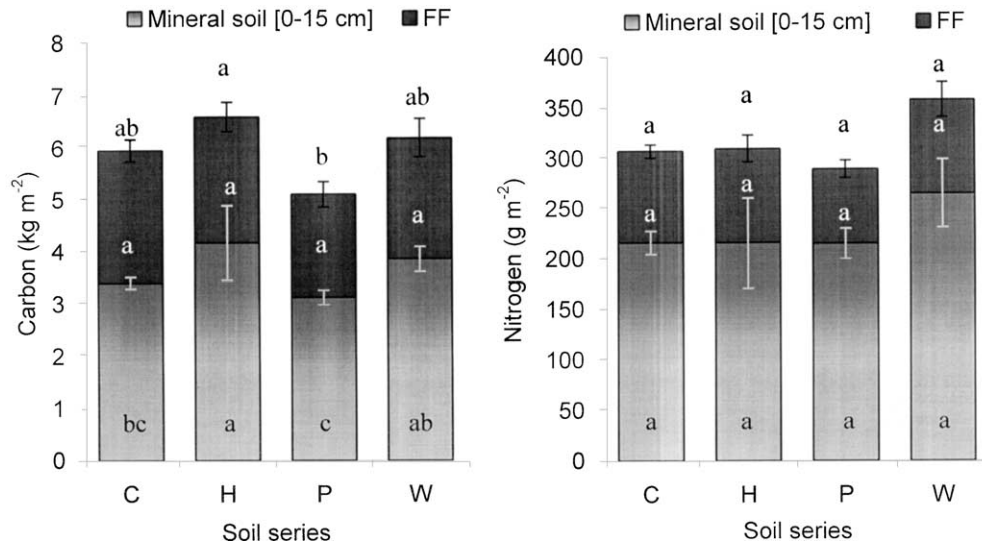 Mineral soil [0-15 cm] FF
8
7
6
5
4
3
2
1
0
Carbon (kg m-2)
ab a b ab
a a a a
bc a c ab
C H P W
Soil series
Mineral soil [0-15 cm] FF
400
350
300
250
200
150
100
50
0
Nitrogen (g m-2)
a a a a
a a a a
a a a a
C H P W
Soil series